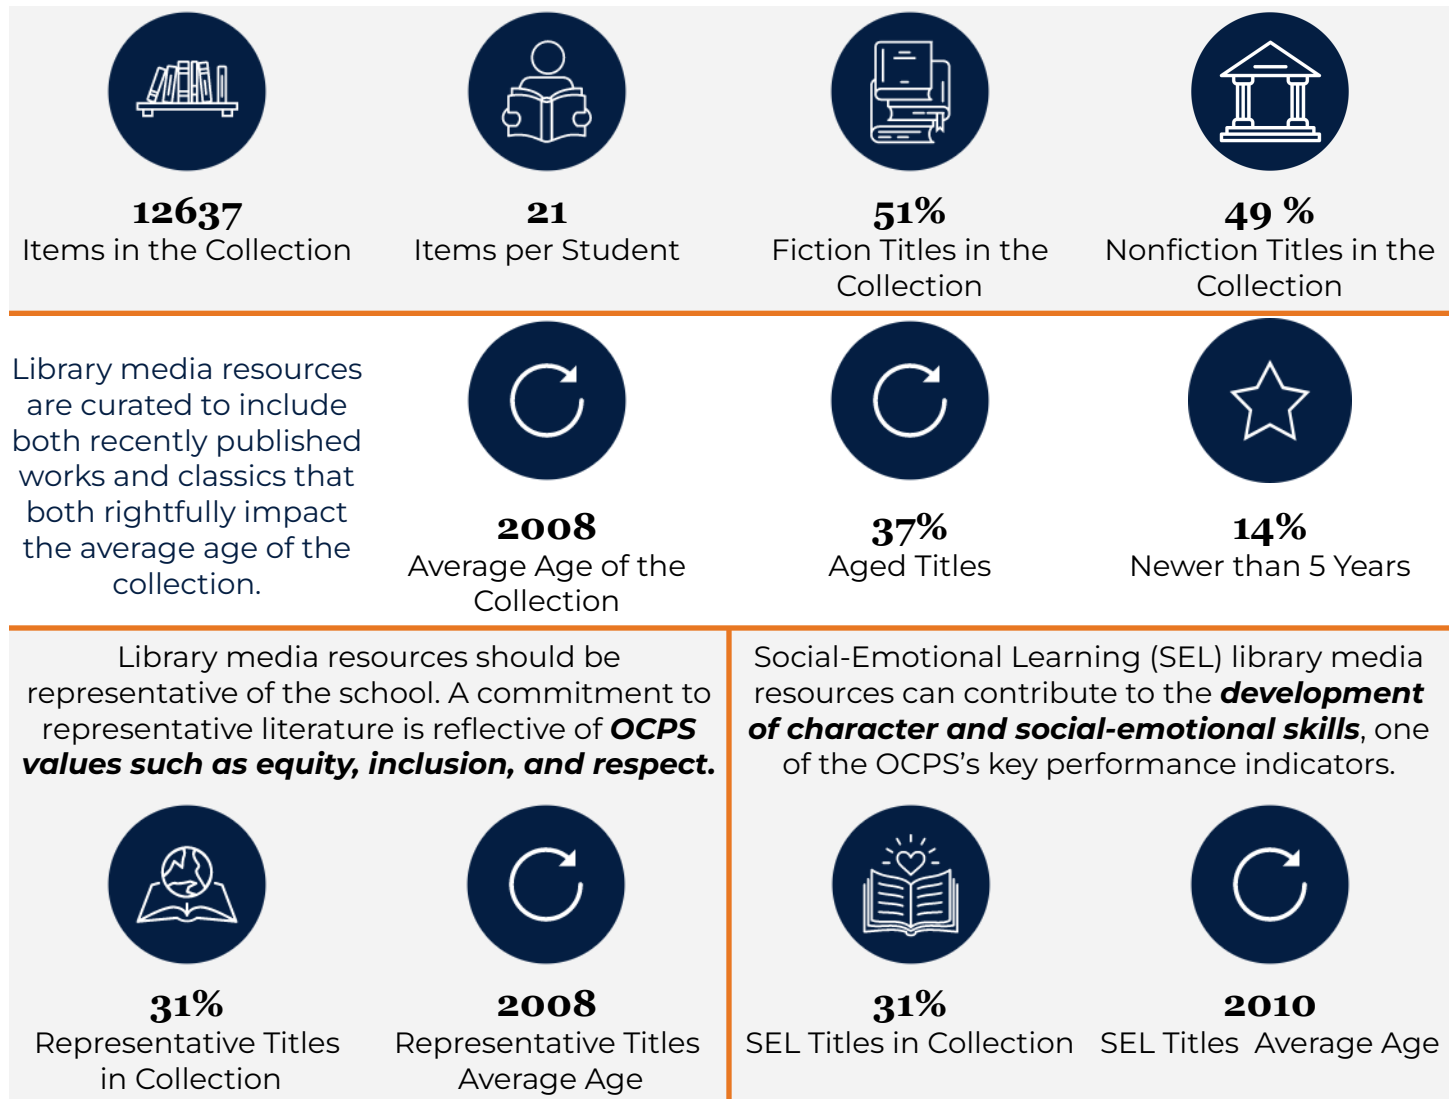 12637
Items in the Collection
21
Items per Student
51%
Fiction Titles in the
Collection
49 %
Nonfiction Titles in the
Collection
Library media resources
are curated to include
both recently published
works and classics that
both rightfully impact
the average age of the
collection.
2008
Average Age of the
Collection
37%
Aged Titles
14%
Newer than 5 Years
Library media resources should be
representative of the school. A commitment to
representative literature is reflective of OCPS
values such as equity, inclusion, and respect.
31%
Representative Titles
in Collection
2008
Representative Titles
Average Age
Social-Emotional Learning (SEL) library media
resources can contribute to the development
of character and social-emotional skills, one
of the OCPS's key performance indicators.
31%
SEL Titles in Collection
2010
SEL Titles  Average Age